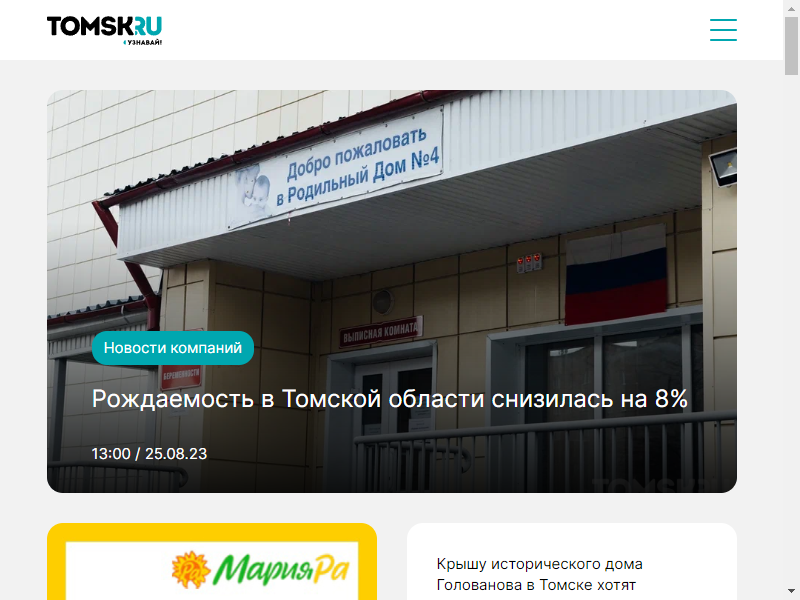 TOMSK.RU
УЗНАВАЙ!
Добро пожаловать
в Родильный Дом №4
ВЫПИСНАЯ КОМНАТА
БЕРЕМЕННОСТИ
Новости компаний
Рождаемость в Томской области снизилась на 8%
13:00 / 25.08.23
TOMSK
МарияРа
Крышу исторического дома
Голованова в Томске хотят